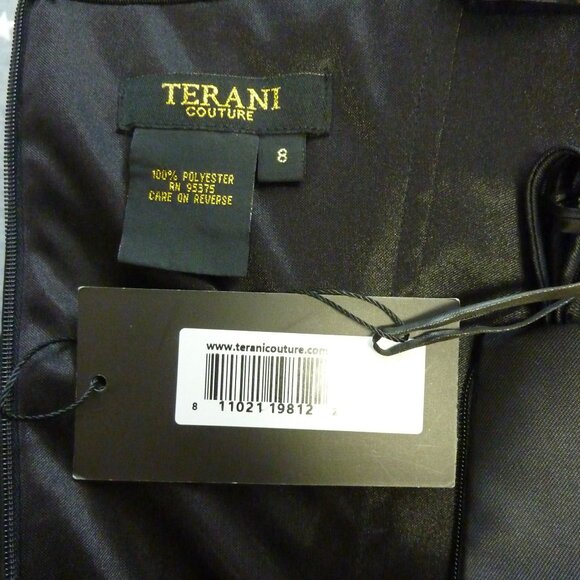 TERANI
COUTURE
8
100% POLYESTER
RN 95375
CARE ON REVERSE
www.teranicouture.com
8 11021 19812